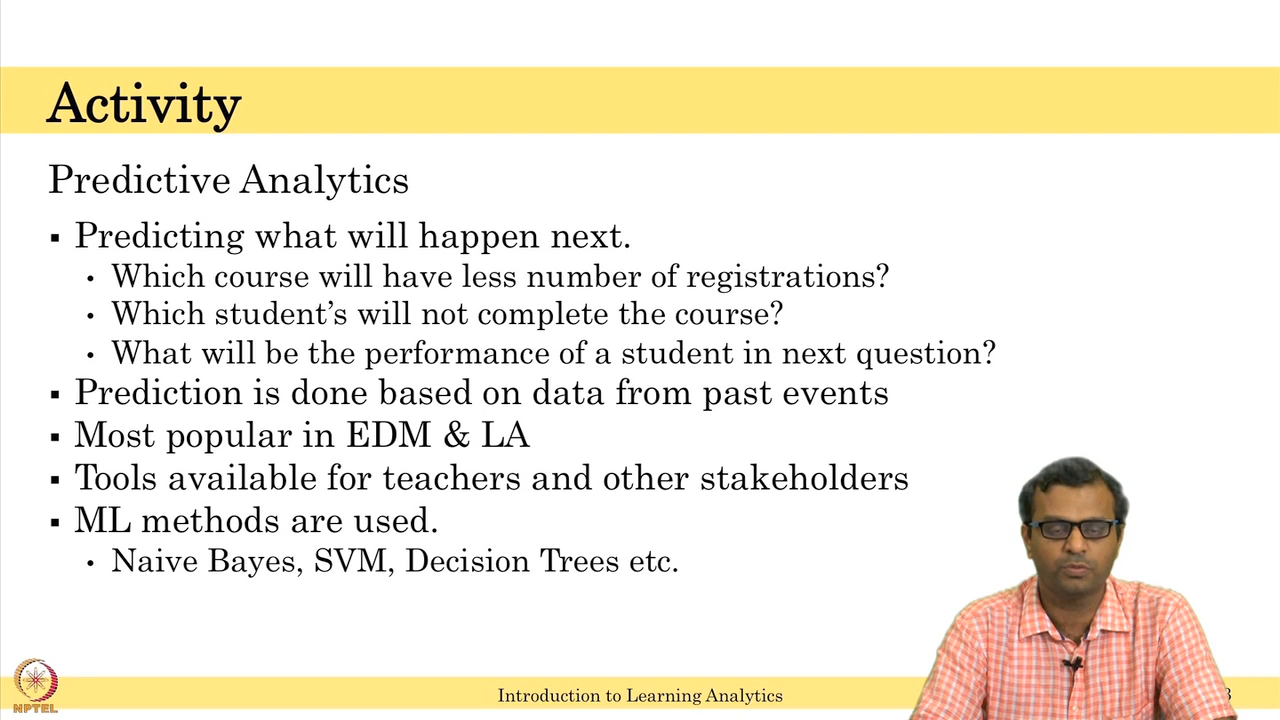 Activity
Predictive Analytics
▪ Predicting what will happen next.
• Which course will have less number of registrations?
• Which student’s will not complete the course?
• What will be the performance of a student in next question?
▪ Prediction is done based on data from past events
▪ Most popular in EDM & LA
▪ Tools available for teachers and other stakeholders
▪ ML methods are used.
• Naive Bayes, SVM, Decision Trees etc.
NPTEL
Introduction to Learning Analytics